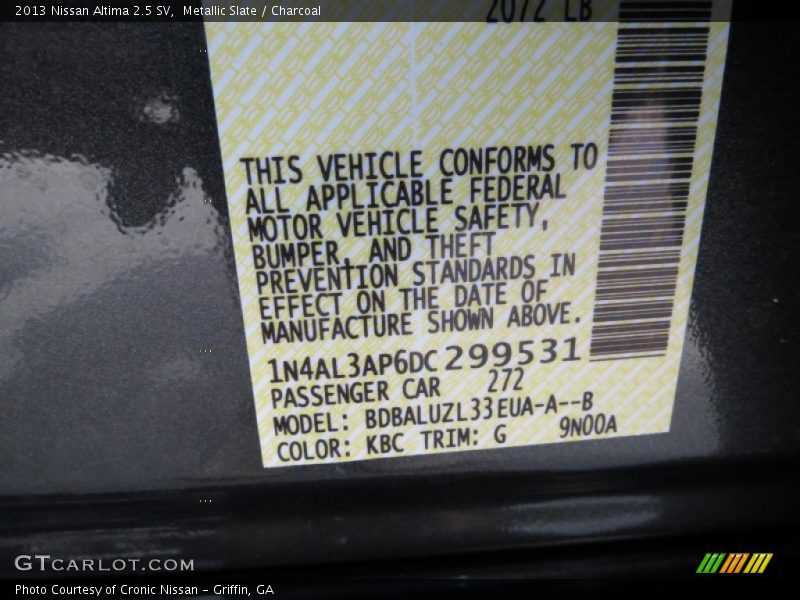 2013 Nissan Altima 2.5 SV,  Metallic Slate / Charcoal
2072 LB
THIS VEHICLE CONFORMS TO
ALL APPLICABLE FEDERAL
MOTOR VEHICLE SAFETY,
BUMPER, AND THEFT
PREVENTION STANDARDS IN
EFFECT ON THE DATE OF
MANUFACTURE SHOWN ABOVE.
1N4AL3AP6DC299531
PASSENGER CAR 272
MODEL: BDBALUZL33EUA-A--B
COLOR: KBC TRIM: G 9N00A
GTCARLOT.COM
Photo Courtesy of Cronic Nissan - Griffin, GA